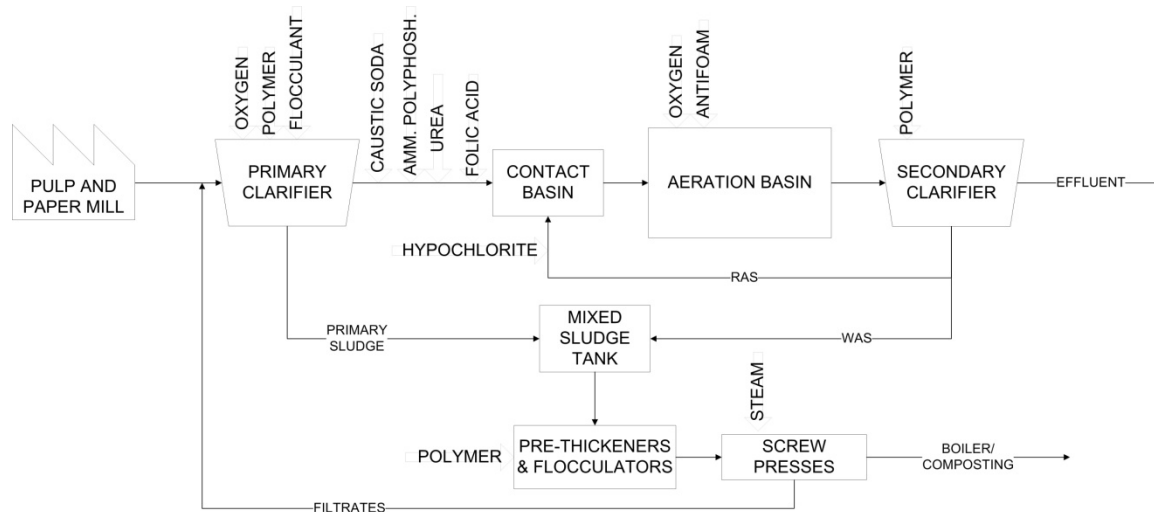 OXYGEN
POLYMER
FLOCCULANT
CAUSTIC SODA
AMM. POLYPHOSH.
UREA
FOLIC ACID
OXYGEN
ANTIFOAM
POLYMER
PULP AND
PAPER MILL
PRIMARY
CLARIFIER
CONTACT
BASIN
AERATION BASIN
SECONDARY
CLARIFIER
EFFLUENT
HYPOCHLORITE
RAS
PRIMARY
SLUDGE
MIXED
SLUDGE
TANK
WAS
STEAM
POLYMER
PRE-THICKENERS
& FLOCCULATORS
SCREW
PRESSES
BOILER/
COMPOSTING
FILTRATES